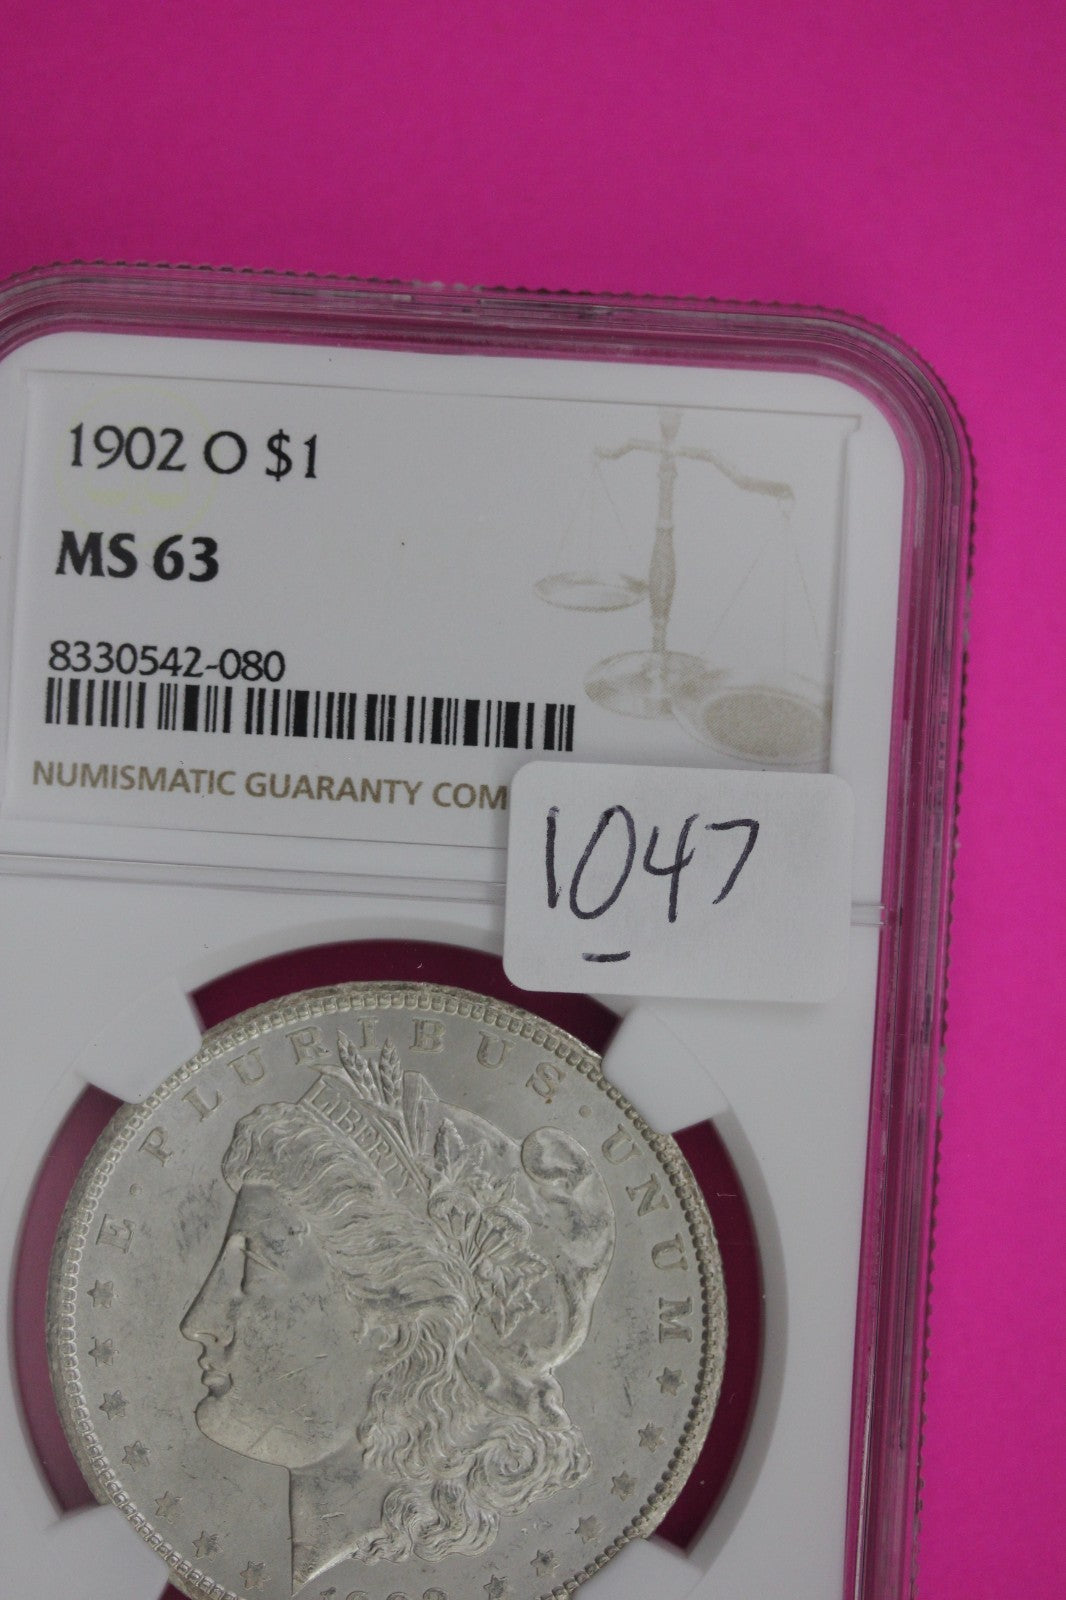 1902 O $1
MS 63
8330542-080
NUMISMATIC GUARANTY COM
1047
E · PLURIBUS · UNUM
LIBERTY